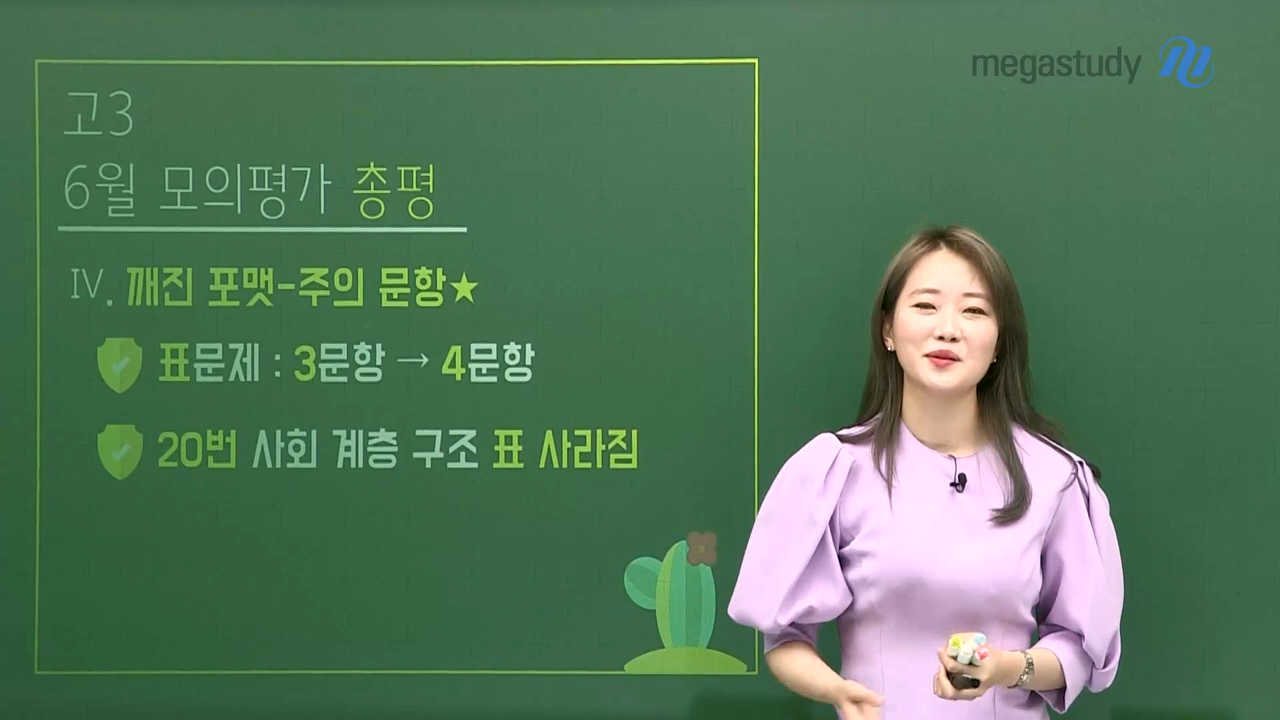 megastudy
고3
6월 모의평가 총평
Ⅳ. 깨진 포맷-주의 문항★
표문제 : 3문항 → 4문항
20번 사회 계층 구조 표 사라짐